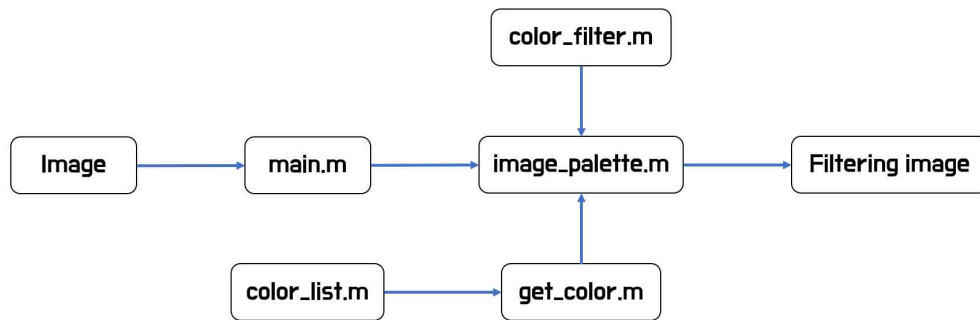 color_filter.m
Image
main.m
image_palette.m
Filtering image
color_list.m
get_color.m